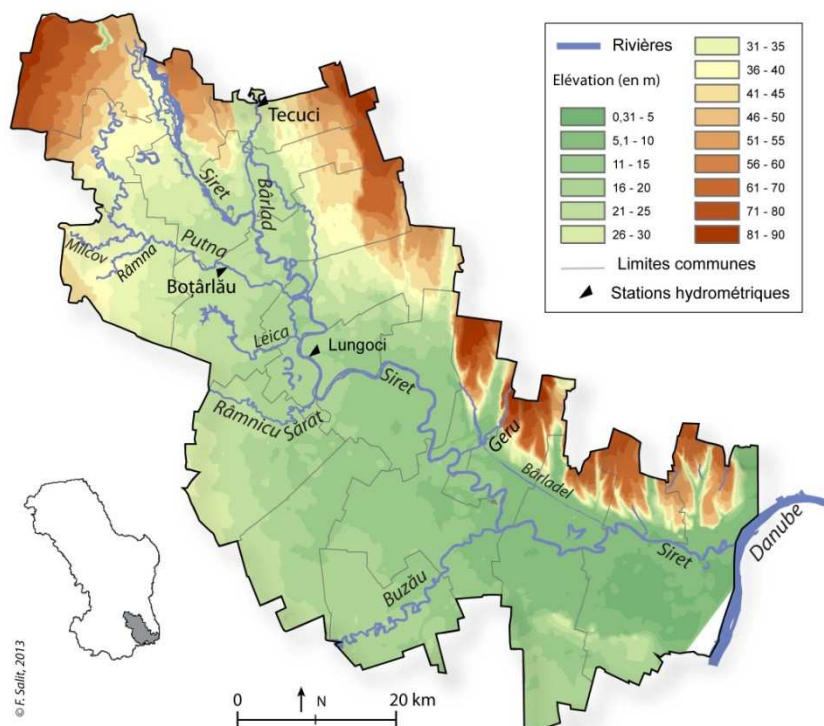 Rivières
Elévation (en m)
0,31 - 5
5,1 - 10
11 - 15
16 - 20
21 - 25
26 - 30
31 - 35
36 - 40
41 - 45
46 - 50
51 - 55
56 - 60
61 - 70
71 - 80
81 - 90
Limites communes
Stations hydrométriques
Tecuci
Siret
Bârlad
Putna
Milcov
Râmna
Boţârlău
Leica
Lungoci
Siret
Râmnicu Sărat
Geru
Bârladel
Siret
Danube
Buzău
© F. Salit, 2013
0 N 20 km